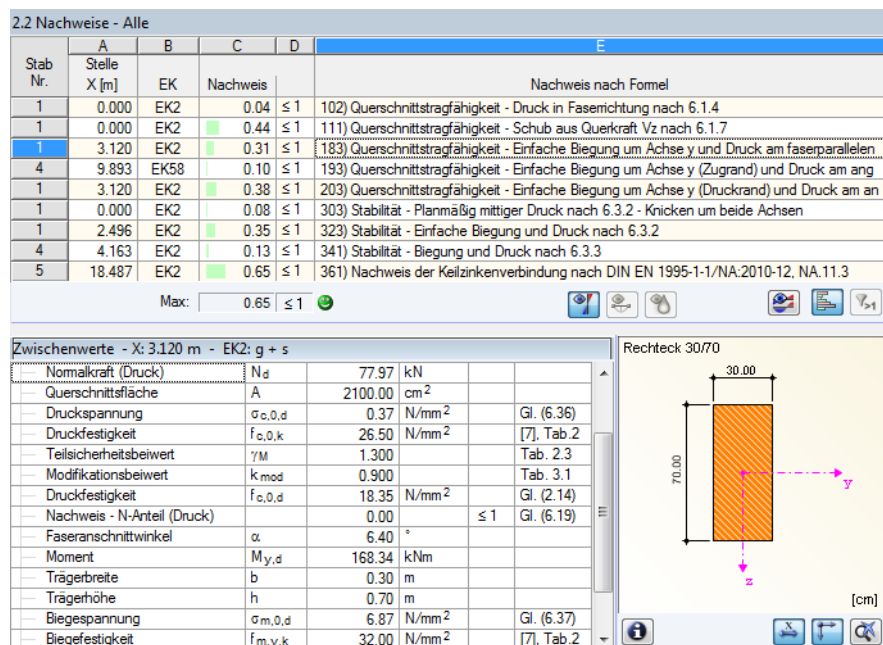 2.2 Nachweise - Alle
A B C D E
Stab Stelle
Nr. X [m] EK Nachweis Nachweis nach Formel
1 0.000 EK2 0.04 ≤ 1 102) Querschnittstragfähigkeit - Druck in Faserrichtung nach 6.1.4
1 0.000 EK2 0.44 ≤ 1 111) Querschnittstragfähigkeit - Schub aus Querkraft Vz nach 6.1.7
1 3.120 EK2 0.31 ≤ 1 183) Querschnittstragfähigkeit - Einfache Biegung um Achse y und Druck am faserparallelen
4 9.893 EK58 0.10 ≤ 1 193) Querschnittstragfähigkeit - Einfache Biegung um Achse y (Zugrand) und Druck am ang
1 3.120 EK2 0.38 ≤ 1 203) Querschnittstragfähigkeit - Einfache Biegung um Achse y (Druckrand) und Druck am an
1 0.000 EK2 0.08 ≤ 1 303) Stabilität - Planmäßig mittiger Druck nach 6.3.2 - Knicken um beide Achsen
1 2.496 EK2 0.35 ≤ 1 323) Stabilität - Einfache Biegung und Druck nach 6.3.2
4 4.163 EK2 0.13 ≤ 1 341) Stabilität - Biegung und Druck nach 6.3.3
5 18.487 EK2 0.65 ≤ 1 361) Nachweis der Keilzinkenverbindung nach DIN EN 1995-1-1/NA:2010-12, NA.11.3
Max: 0.65 ≤ 1
Zwischenwerte - X: 3.120 m - EK2: g + s
Normalkraft (Druck) Nd 77.97 kN
Querschnittsfläche A 2100.00 cm2
Druckspannung σc,0,d 0.37 N/mm2 Gl. (6.36)
Druckfestigkeit fc,0,k 26.50 N/mm2 [7], Tab.2
Teilsicherheitsbeiwert γM 1.300 Tab. 2.3
Modifikationsbeiwert kmod 0.900 Tab. 3.1
Druckfestigkeit fc,0,d 18.35 N/mm2 Gl. (2.14)
Nachweis - N-Anteil (Druck) 0.00 ≤ 1 Gl. (6.19)
Faseranschnittwinkel α 6.40 °
Moment My,d 168.34 kNm
Trägerbreite b 0.30 m
Trägerhöhe h 0.70 m
Biegespannung σm,0,d 6.87 N/mm2 Gl. (6.37)
Biegefestigkeit fm,y,k 32.00 N/mm2 [7], Tab.2
Rechteck 30/70
30.00
70.00
y
z
[cm]